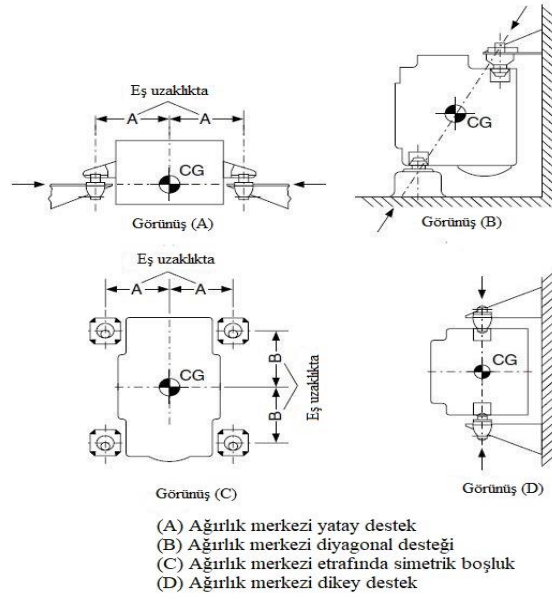 Eş uzaklıkta
A A
CG
Görünüş (A)
CG
Görünüş (B)
Eş uzaklıkta
A A
B
CG
Eş uzaklıkta
B
Görünüş (C)
CG
Görünüş (D)
(A) Ağırlık merkezi yatay destek
(B) Ağırlık merkezi diyagonal desteği
(C) Ağırlık merkezi etrafında simetrik boşluk
(D) Ağırlık merkezi dikey destek